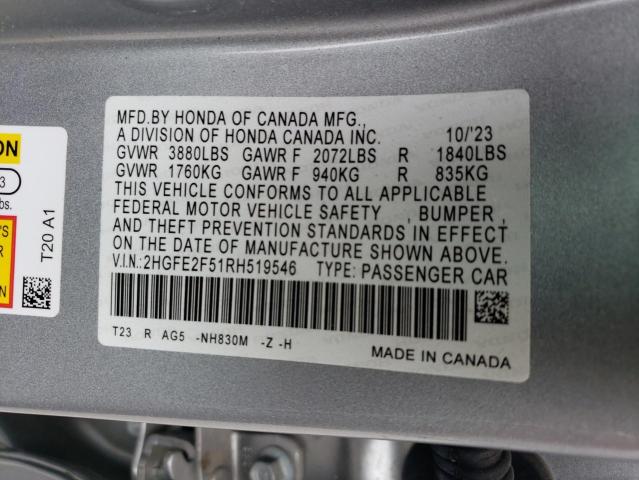 MFD.BY HONDA OF CANADA MFG.,
A DIVISION OF HONDA CANADA INC. 10/'23
GVWR 3880LBS GAWR F 2072LBS R 1840LBS
GVWR 1760KG GAWR F 940KG R 835KG
THIS VEHICLE CONFORMS TO ALL APPLICABLE
FEDERAL MOTOR VEHICLE SAFETY , BUMPER ,
AND THEFT PREVENTION STANDARDS IN EFFECT
ON THE DATE OF MANUFACTURE SHOWN ABOVE.
V.I.N.:2HGFE2F51RH519546 TYPE: PASSENGER CAR
T23 R AG5 -NH830M -Z -H
MADE IN CANADA
ON
3
bs.
'S
R
N
T20 A1